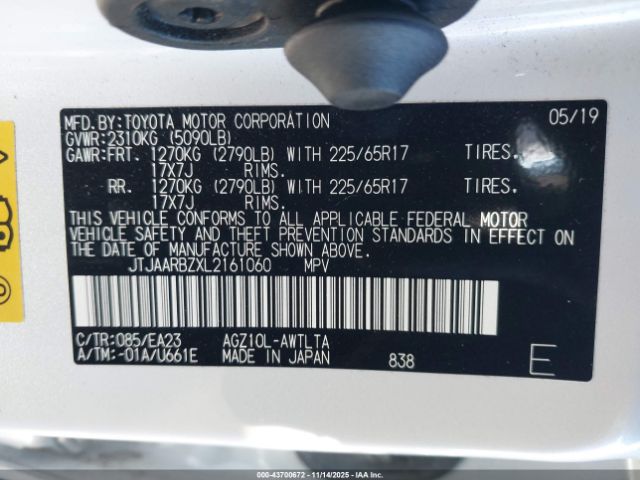 MFD.BY:TOYOTA MOTOR CORPORATION 05/19
GVWR:2310KG (5090LB)
GAWR:FRT. 1270KG (2790LB) WITH 225/65R17 TIRES.
17X7J RIMS.
RR. 1270KG (2790LB) WITH 225/65R17 TIRES.
17X7J RIMS.
THIS VEHICLE CONFORMS TO ALL APPLICABLE FEDERAL MOTOR
VEHICLE SAFETY AND THEFT PREVENTION STANDARDS IN EFFECT ON
THE DATE OF MANUFACTURE SHOWN ABOVE.
JTJAARBZXL2161060 MPV
C/TR:085/EA23 AGZ10L-AWTLTA
A/TM:-01A/U661E MADE IN JAPAN 838 E
000-43700672 - 11/14/2025 - Copyright IAA, Inc.